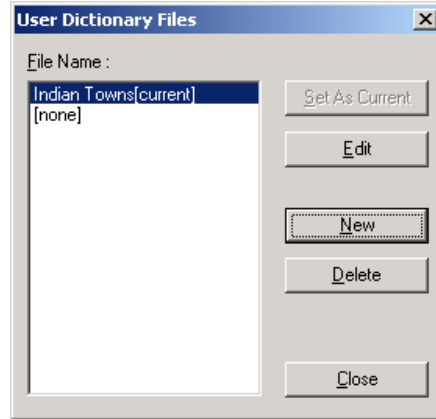 User Dictionary Files
File Name :
Indian Towns[current]
[none]
Set As Current
Edit
New
Delete
Close